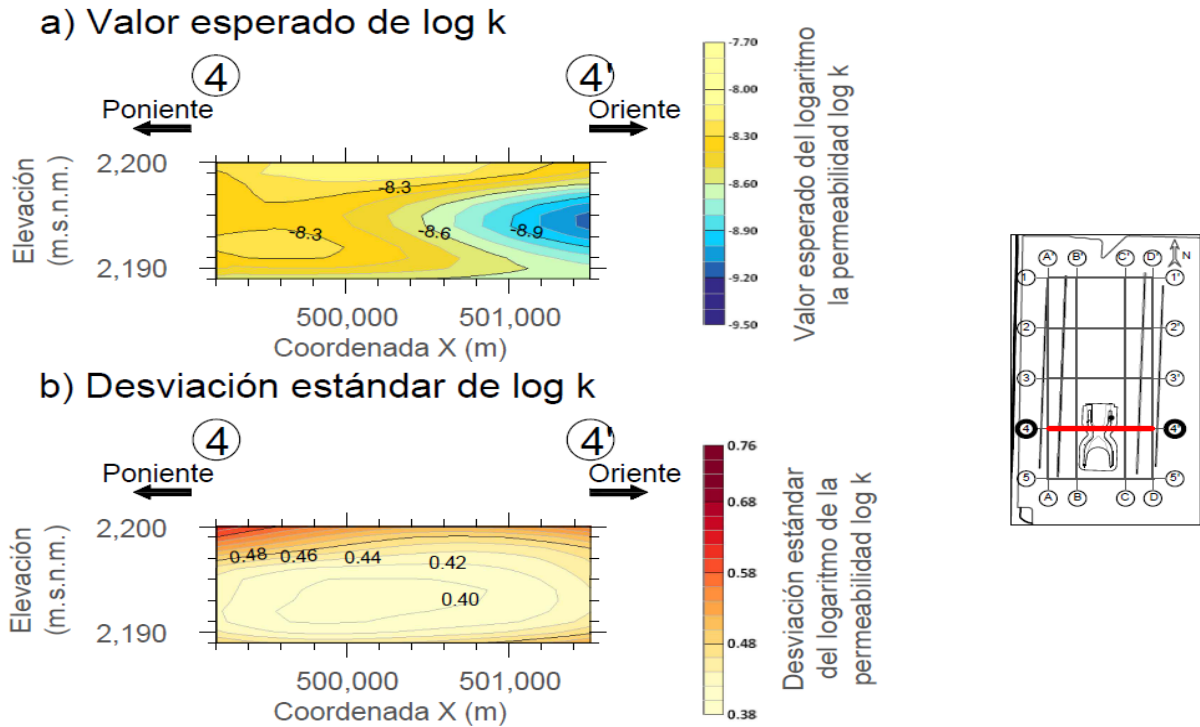 a) Valor esperado de log k
4
4'
Poniente
Oriente
Elevación
(m.s.n.m.)
2,200
2,190
-8.3
-8.3
-8.6
-8.9
500,000
501,000
Coordenada X (m)
-7.70
-8.00
-8.30
-8.60
-8.90
-9.20
-9.50
Valor esperado del logaritmo
la permeabilidad log k
b) Desviación estándar de log k
4
4'
Poniente
Oriente
Elevación
(m.s.n.m.)
2,200
2,190
0.48
0.46
0.44
0.42
0.40
500,000
501,000
Coordenada X (m)
0.76
0.68
0.58
0.48
0.38
Desviación estándar
del logaritmo de la
permeabilidad log k
A'
B'
C'
D'
N
1
1'
2
2'
3
3'
4
4'
5
5'
A
B
C
D